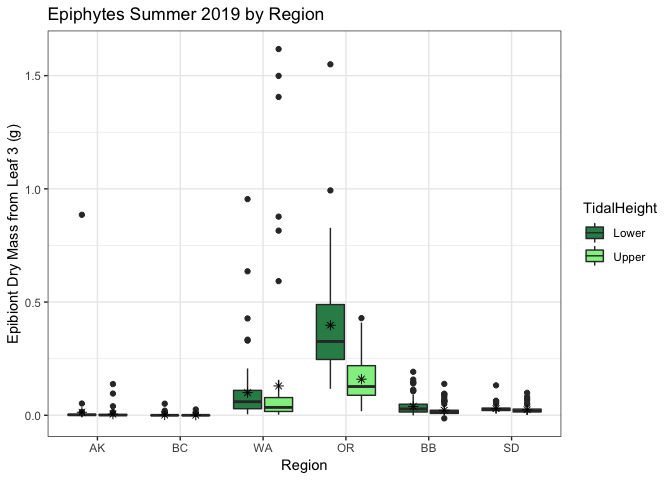 Epiphytes Summer 2019 by Region
Epibiont Dry Mass from Leaf 3 (g)
1.5
1.0
0.5
0.0
AK BC WA OR BB SD
Region
TidalHeight
Lower
Upper